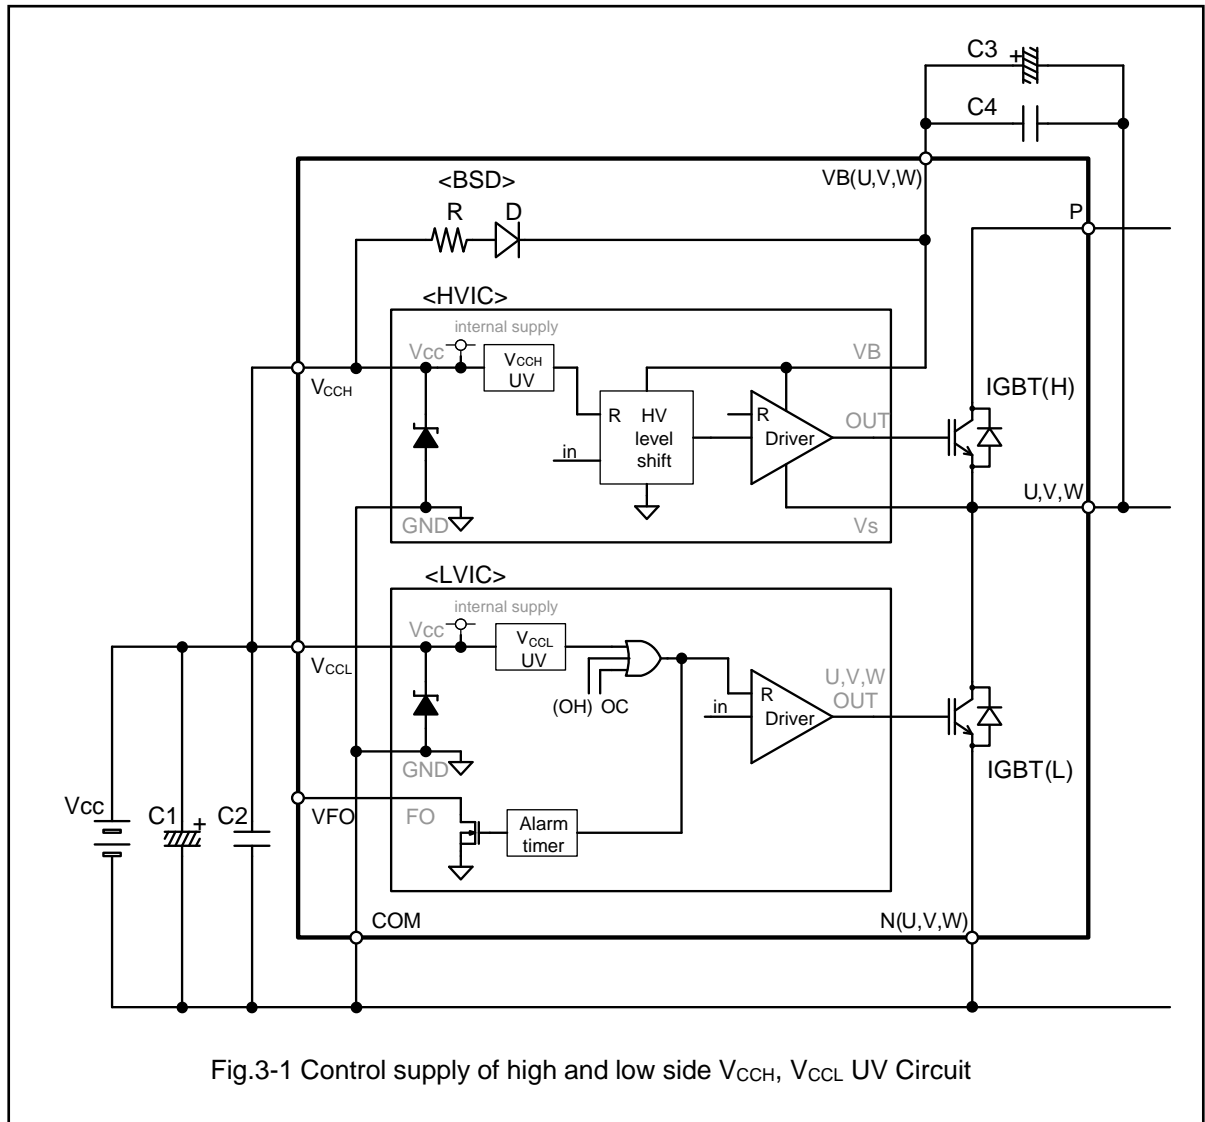 C3
+
C4
<BSD>
VB(U,V,W)
R
D
P
<HVIC>
internal supply
Vcc
VCCH
UV
VB
VCCH
IGBT(H)
R
HV
level
shift
R
Driver
OUT
in
U,V,W
GND
Vs
<LVIC>
internal supply
Vcc
VCCL
UV
VCCL
(OH)
OC
in
R
Driver
U,V,W
OUT
GND
IGBT(L)
Vcc
C1
+
C2
VFO
FO
Alarm
timer
COM
N(U,V,W)
Fig.3-1 Control supply of high and low side VCCH, VCCL UV Circuit